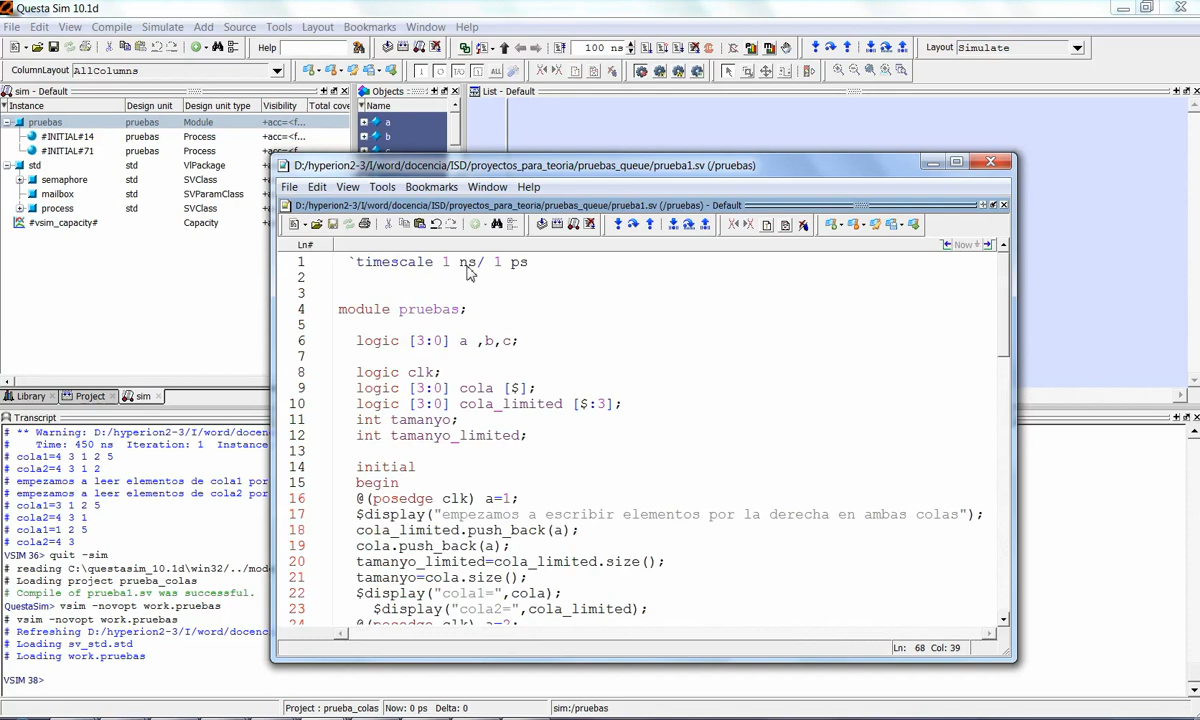 Questa Sim 10.1d
File Edit View Compile Simulate Add Source Tools Layout Bookmarks Window Help
Help 100 ns Layout Simulate
ColumnLayout AllColumns
sim - Default
Instance Design unit Design unit type Visibility Total cove
pruebas pruebas Module +acc=<f...
#INITIAL#14 pruebas Process +acc=<f...
#INITIAL#71 pruebas Process +acc=<f...
std std VlPackage +acc=<f...
semaphore std SVClass +acc=<f...
mailbox std SVParamClass +acc=<f...
process std SVClass +acc=<f...
#vsim_capacity# Capacity +acc=<f...
Objects
Name
a
b
List - Default
D:/hyperion2-3/I/word/docencia/ISD/proyectos_para_teoria/pruebas_queue/prueba1.sv (/pruebas)
File Edit View Tools Bookmarks Window Help
D:/hyperion2-3/I/word/docencia/ISD/proyectos_para_teoria/pruebas_queue/prueba1.sv (/pruebas) - Default
Ln# Now
1 `timescale 1 ns/ 1 ps
2
3
4 module pruebas;
5
6 logic [3:0] a ,b,c;
7
8 logic clk;
9 logic [3:0] cola [$];
10 logic [3:0] cola_limited [$:3];
11 int tamanyo;
12 int tamanyo_limited;
13
14 initial
15 begin
16 @(posedge clk) a=1;
17 $display("empezamos a escribir elementos por la derecha en ambas colas");
18 cola_limited.push_back(a);
19 cola.push_back(a);
20 tamanyo_limited=cola_limited.size();
21 tamanyo=cola.size();
22 $display("cola1=",cola);
23 $display("cola2=",cola_limited);
24 @(posedge clk) a=2;
Ln: 68 Col: 39
Library Project sim
Transcript
# ** Warning: D:/hyperion2-3/I/word/docenc
# Time: 450 ns Iteration: 1 Instance
# cola1=4 3 1 2 5
# cola2=4 3 1 2
# empezamos a leer elementos de cola1 por
# empezamos a leer elementos de cola2 por
# cola1=3 1 2 5
# cola2=4 3 1
# cola1=1 2 5
# cola2=4 3
VSIM 36> quit -sim
# reading C:\questasim_10.1d\win32/../mod
# Loading project prueba_colas
# Compile of prueba1.sv was successful.
QuestaSim> vsim -novopt work.pruebas
# vsim -novopt work.pruebas
# Refreshing D:/hyperion2-3/I/word/docenc
# Loading sv_std.std
# Loading work.pruebas
VSIM 38>
Project : prueba_colas Now: 0 ps Delta: 0 sim:/pruebas